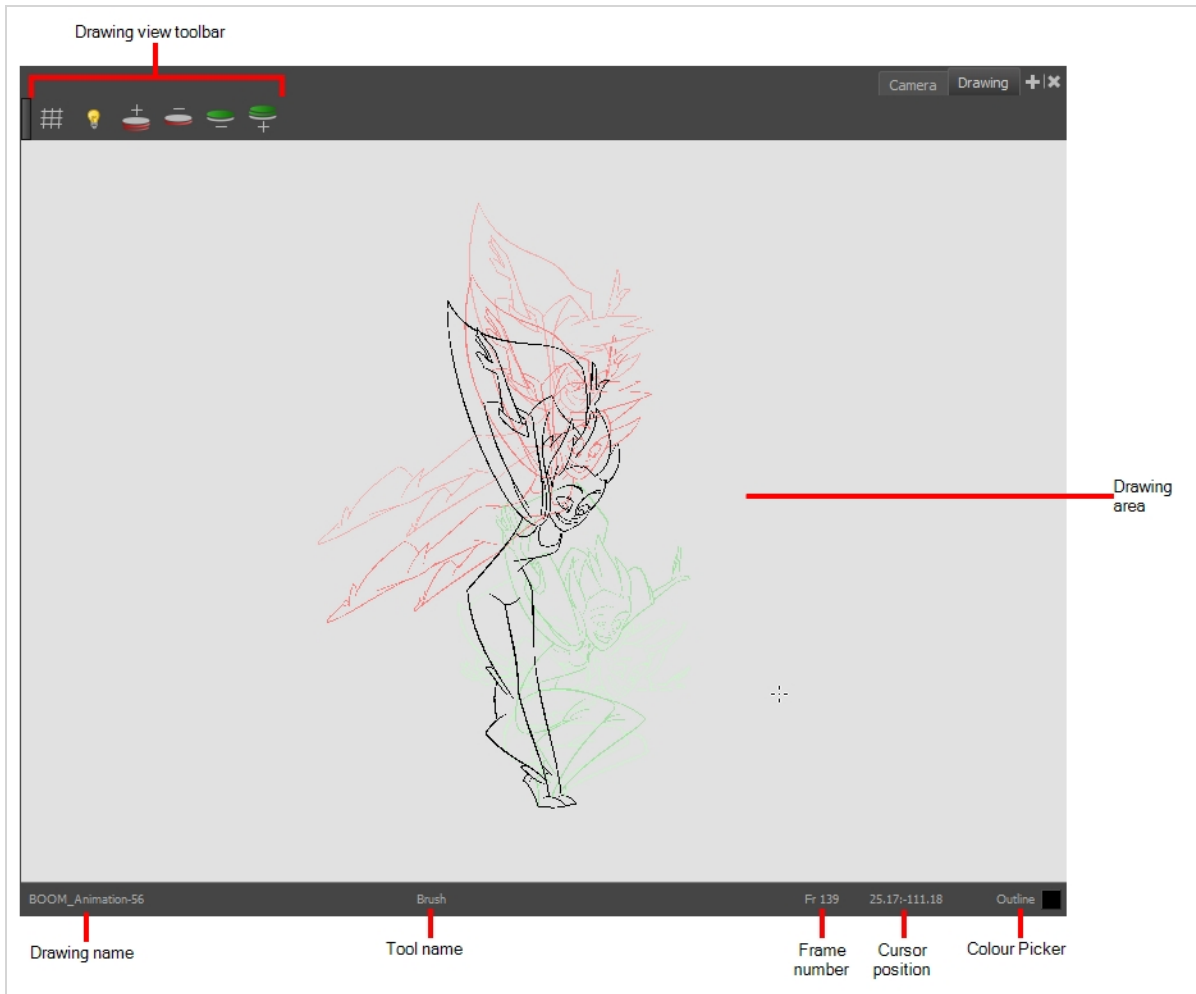 Drawing view toolbar
Camera
Drawing
Drawing
area
BOOM_Animation-56
Brush
Fr 139
25.17:-111.18
Outline
Drawing name
Tool name
Frame
number
Cursor
position
Colour Picker